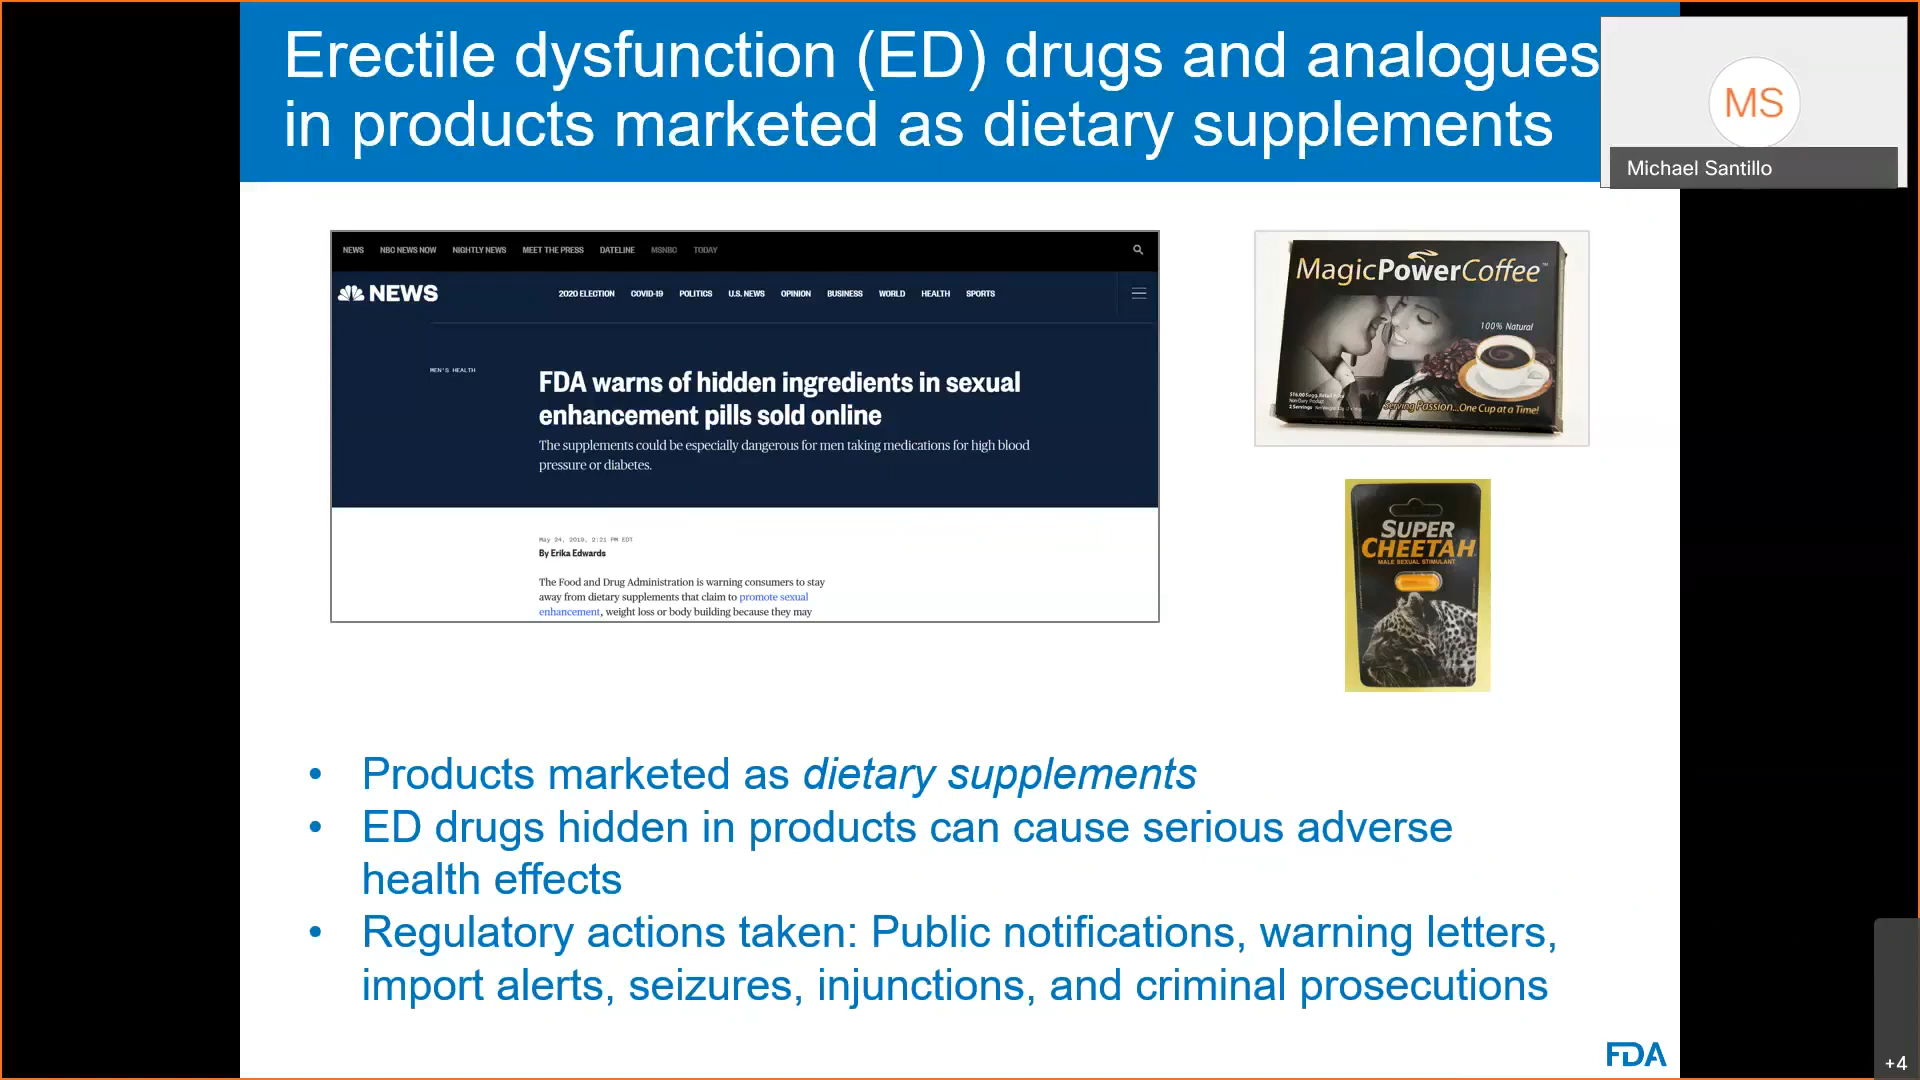 Erectile dysfunction (ED) drugs and analogues
in products marketed as dietary supplements
MS
Michael Santillo
NEWS NBC NEWS NOW NIGHTLY NEWS MEET THE PRESS DATELINE MSNBC TODAY
NEWS
2020 ELECTION COVID-19 POLITICS U.S. NEWS OPINION BUSINESS WORLD HEALTH SPORTS
MEN'S HEALTH
FDA warns of hidden ingredients in sexual
enhancement pills sold online
The supplements could be especially dangerous for men taking medications for high blood
pressure or diabetes.
May 24, 2019, 2:21 PM EDT
By Erika Edwards
The Food and Drug Administration is warning consumers to stay
away from dietary supplements that claim to promote sexual
enhancement, weight loss or body building because they may
MagicPowerCoffee™
100% Natural
2 Servings
Serving Passion...One Cup at a Time!
SUPER
CHEETAH
MALE SEXUAL STIMULANT
• Products marketed as dietary supplements
• ED drugs hidden in products can cause serious adverse
health effects
• Regulatory actions taken: Public notifications, warning letters,
import alerts, seizures, injunctions, and criminal prosecutions
FDA
+4